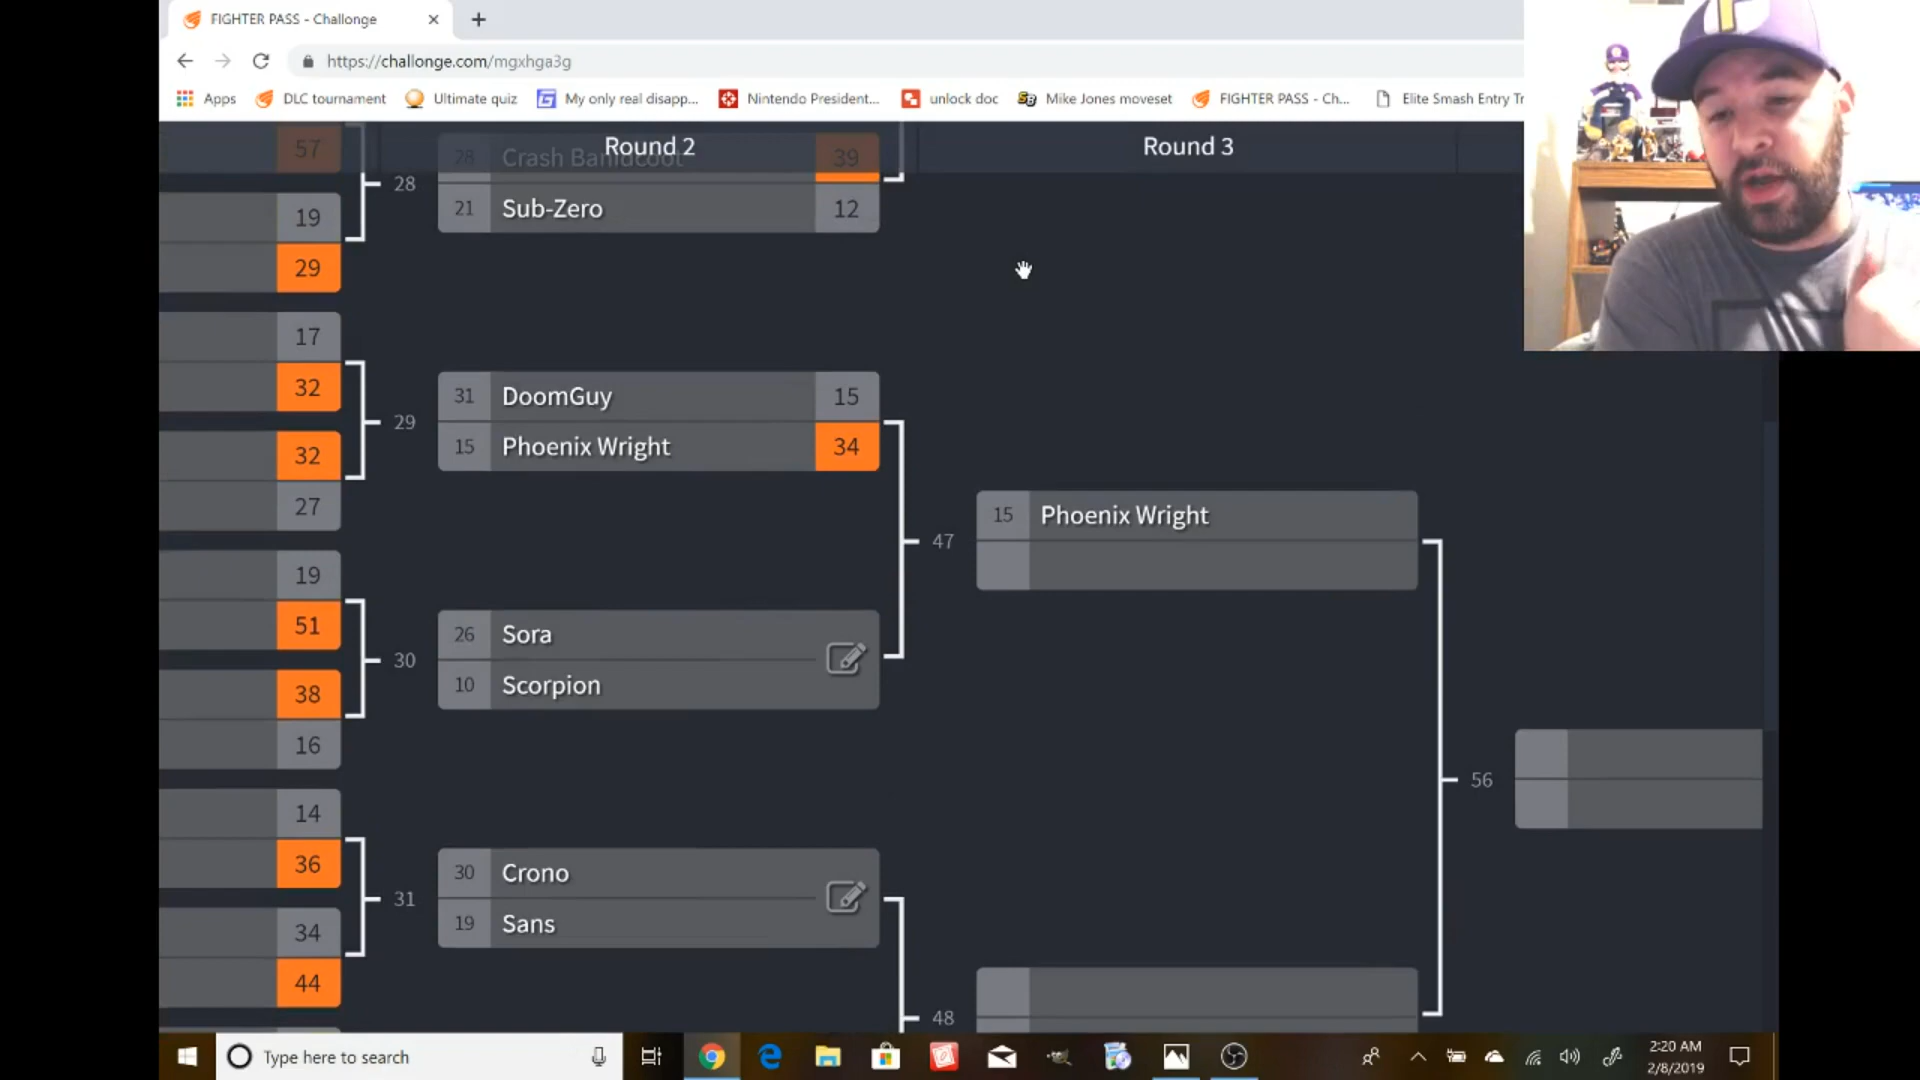 FIGHTER PASS - Challonge
https://challonge.com/mgxhga3g
Apps DLC tournament Ultimate quiz My only real disapp... Nintendo President... unlock doc Mike Jones moveset FIGHTER PASS - Ch... Elite Smash Entry Tr
Round 2 Round 3
57
28 Crash Bandicoot 39
28
21 Sub-Zero 12
19
29
17
32
31 DoomGuy 15
29
15 Phoenix Wright 34
32
27
15 Phoenix Wright
47
19
51
26 Sora
30
10 Scorpion
38
16
56
14
36
30 Crono
31
19 Sans
34
44
48
Type here to search
2:20 AM
2/8/2019